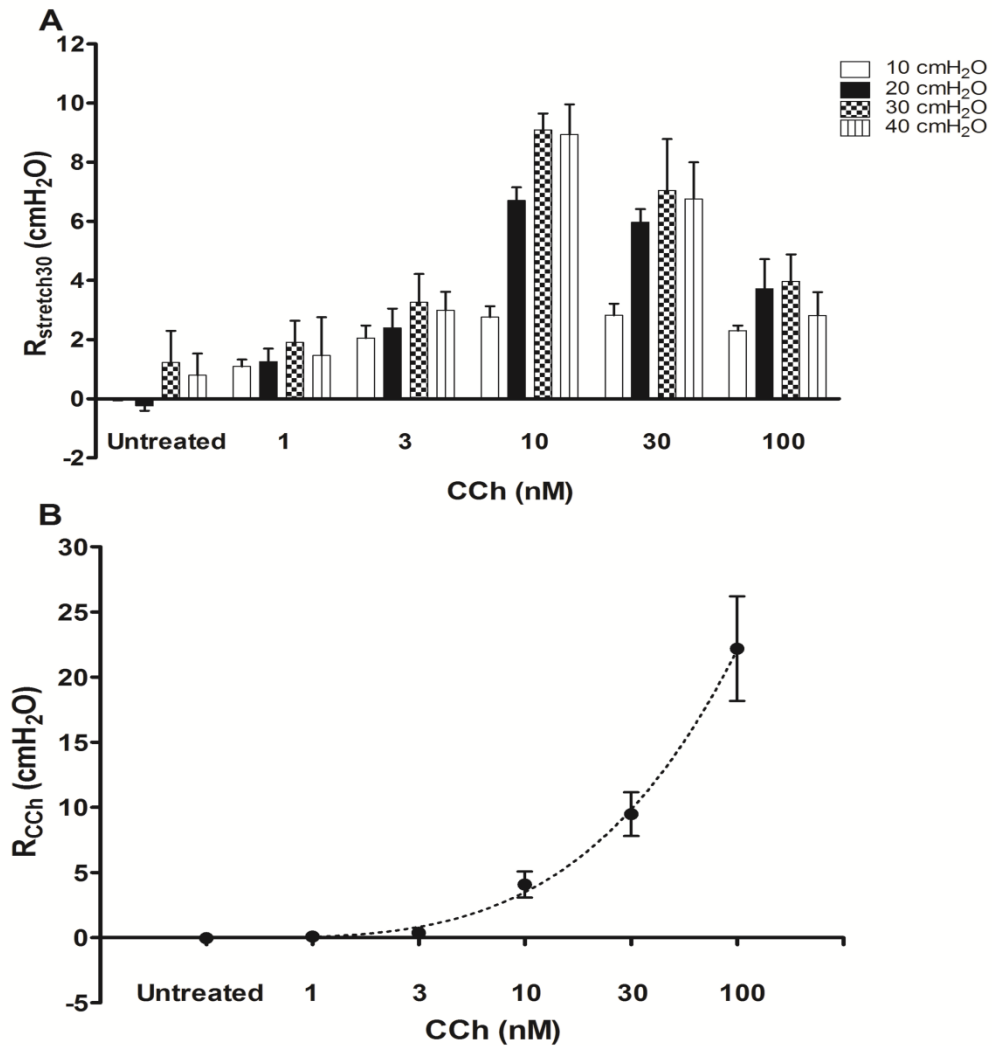 A
12
10
8
6
4
2
0
-2
R_stretch30 (cmH₂O)
10 cmH₂O
20 cmH₂O
30 cmH₂O
40 cmH₂O
Untreated 1 3 10 30 100
CCh (nM)
B
30
25
20
15
10
5
0
-5
R_CCh (cmH₂O)
Untreated 1 3 10 30 100
CCh (nM)